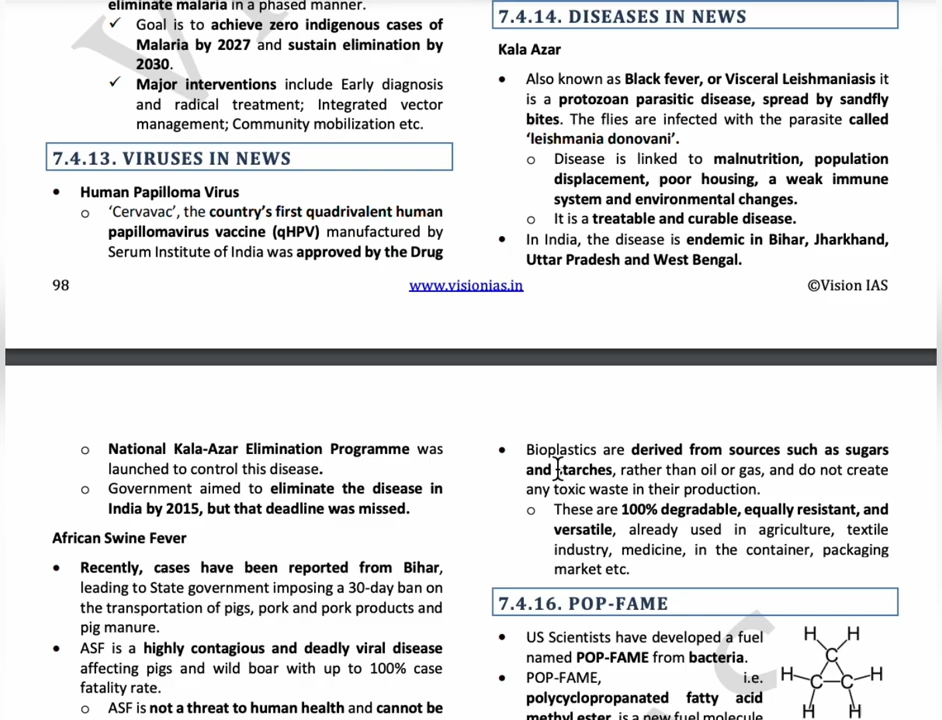 eliminate malaria in a phased manner.
✓ Goal is to achieve zero indigenous cases of
Malaria by 2027 and sustain elimination by
2030.
✓ Major interventions include Early diagnosis
and radical treatment; Integrated vector
management; Community mobilization etc.
7.4.13. VIRUSES IN NEWS
• Human Papilloma Virus
o ‘Cervavac’, the country’s first quadrivalent human
papillomavirus vaccine (qHPV) manufactured by
Serum Institute of India was approved by the Drug
7.4.14. DISEASES IN NEWS
Kala Azar
• Also known as Black fever, or Visceral Leishmaniasis it
is a protozoan parasitic disease, spread by sandfly
bites. The flies are infected with the parasite called
‘leishmania donovani’.
o Disease is linked to malnutrition, population
displacement, poor housing, a weak immune
system and environmental changes.
o It is a treatable and curable disease.
• In India, the disease is endemic in Bihar, Jharkhand,
Uttar Pradesh and West Bengal.
98 www.visionias.in ©Vision IAS
o National Kala-Azar Elimination Programme was
launched to control this disease.
o Government aimed to eliminate the disease in
India by 2015, but that deadline was missed.
African Swine Fever
• Recently, cases have been reported from Bihar,
leading to State government imposing a 30-day ban on
the transportation of pigs, pork and pork products and
pig manure.
• ASF is a highly contagious and deadly viral disease
affecting pigs and wild boar with up to 100% case
fatality rate.
o ASF is not a threat to human health and cannot be
• Bioplastics are derived from sources such as sugars
and starches, rather than oil or gas, and do not create
any toxic waste in their production.
o These are 100% degradable, equally resistant, and
versatile, already used in agriculture, textile
industry, medicine, in the container, packaging
market etc.
7.4.16. POP-FAME
• US Scientists have developed a fuel
named POP-FAME from bacteria.
• POP-FAME, i.e.
polycyclopropanated fatty acid
methyl ester, is a new fuel molecule
H H
C
H C C H
H H